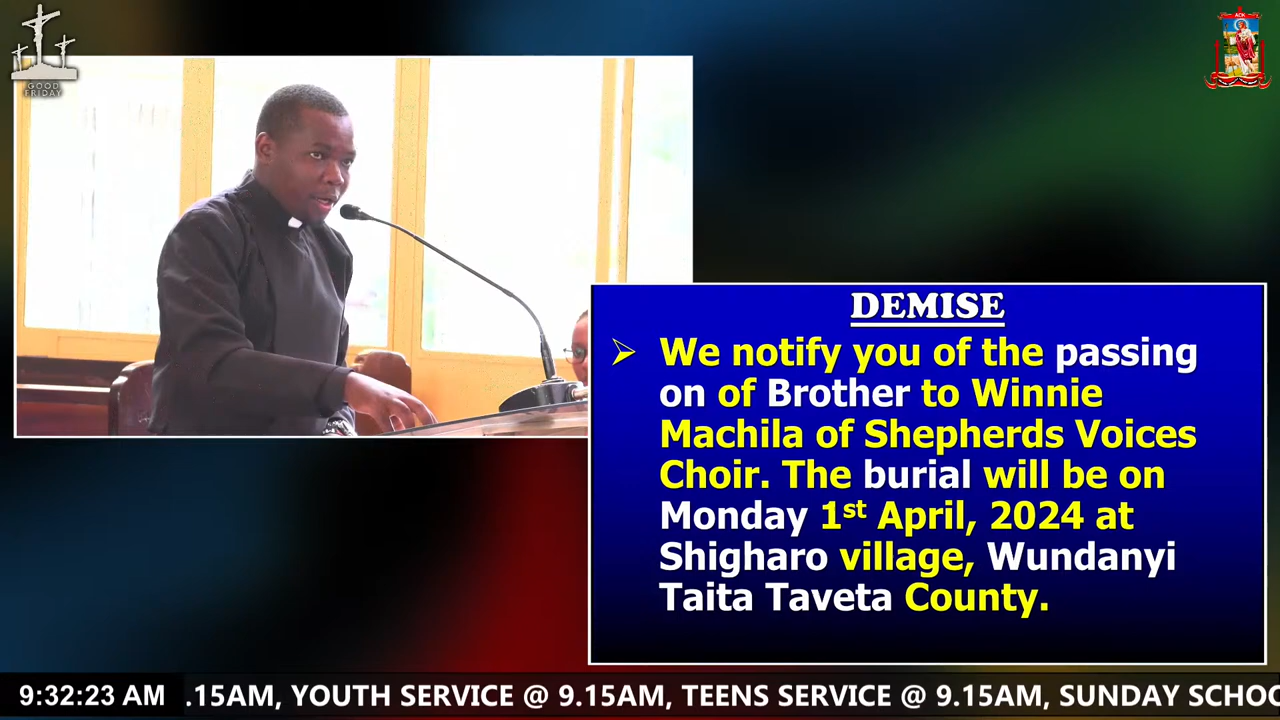 GOOD
FRIDAY
ACK
DEMISE
➢ We notify you of the passing
on of Brother to Winnie
Machila of Shepherds Voices
Choir. The burial will be on
Monday 1st April, 2024 at
Shigharo village, Wundanyi
Taita Taveta County.
9:32:23 AM .15AM, YOUTH SERVICE @ 9.15AM, TEENS SERVICE @ 9.15AM, SUNDAY SCHOO